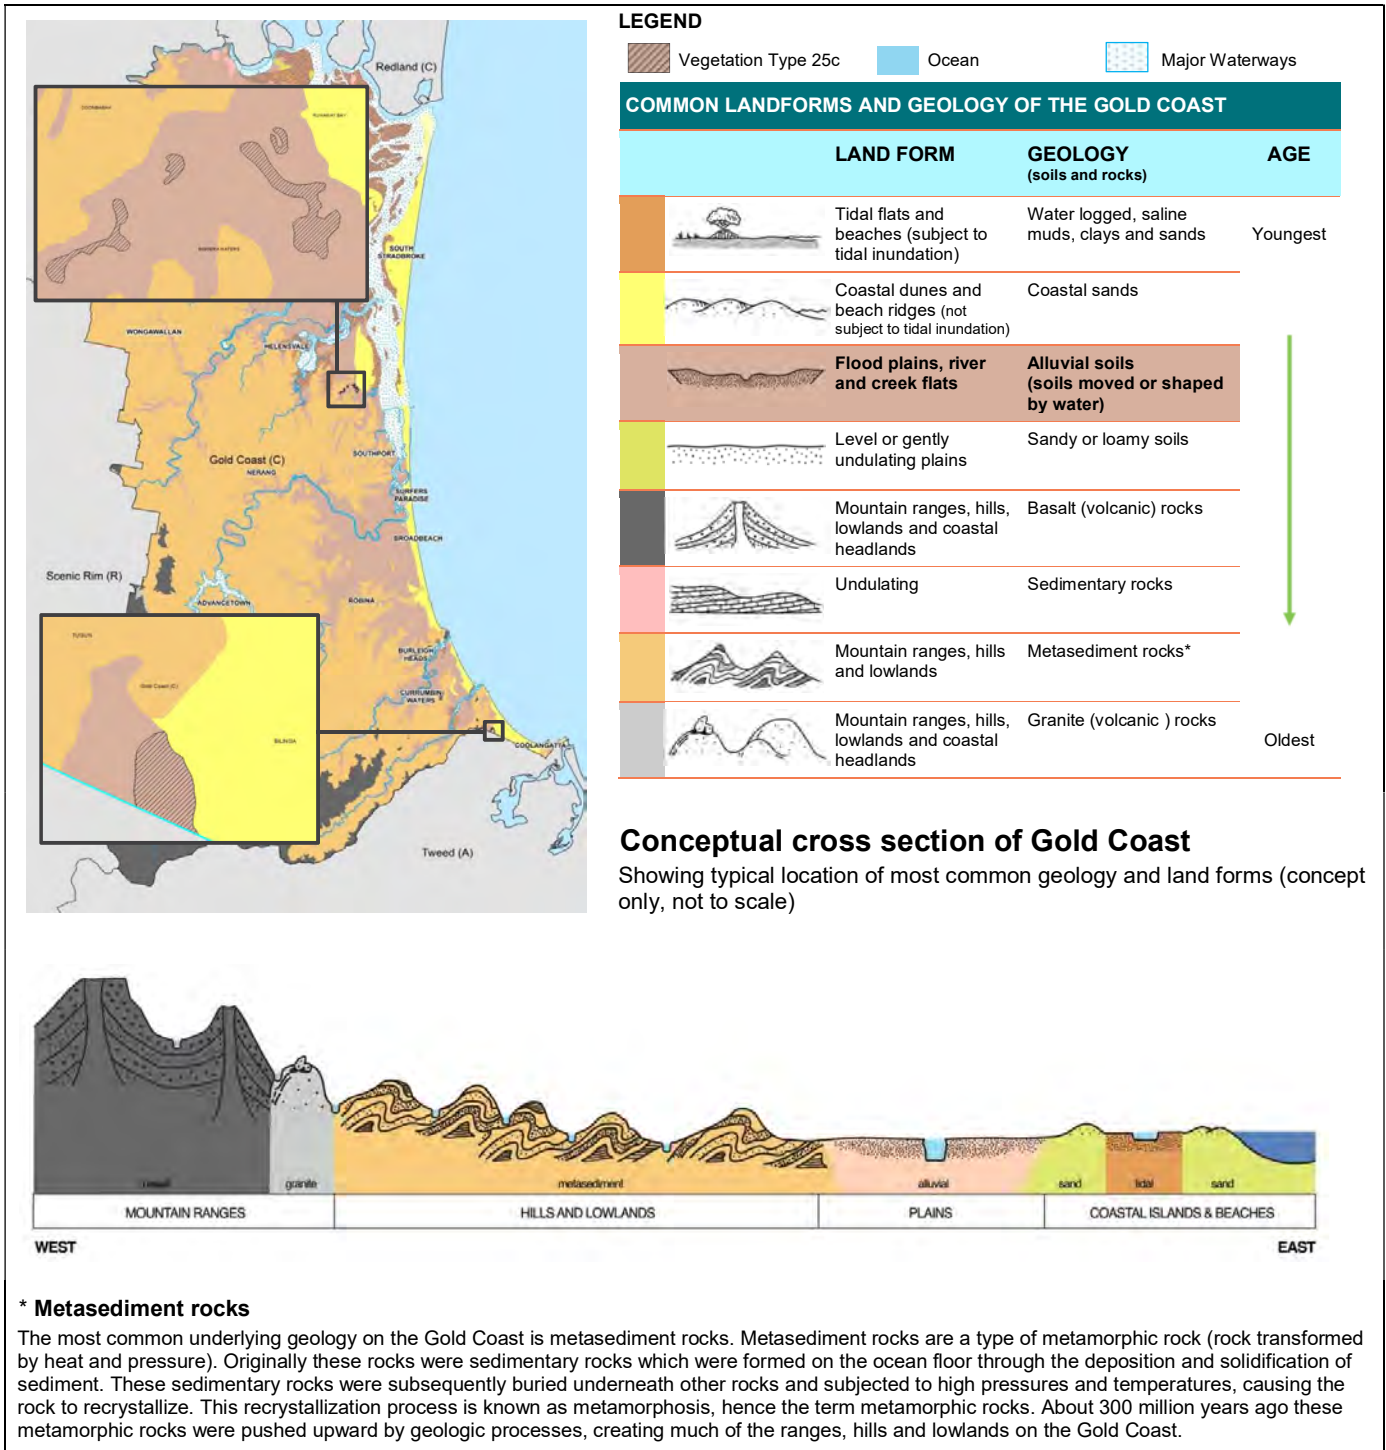 Redland (C)
COOMBABAH
RUNAWAY BAY
BIGGERA WATERS
SOUTH
STRADBROKE
WONGAWALLAN
HELENSVALE
SOUTHPORT
Gold Coast (C)
NERANG
SURFERS
PARADISE
BROADBEACH
Scenic Rim (R)
ADVANCETOWN
ROBINA
TUGUN
Gold Coast (C)
BILINGA
BURLEIGH
HEADS
CURRUMBIN
WATERS
COOLANGATTA
Tweed (A)
LEGEND
Vegetation Type 25c
Ocean
Major Waterways
COMMON LANDFORMS AND GEOLOGY OF THE GOLD COAST
LAND FORM
GEOLOGY
(soils and rocks)
AGE
Tidal flats and
beaches (subject to
tidal inundation)
Water logged, saline
muds, clays and sands
Youngest
Coastal dunes and
beach ridges (not
subject to tidal inundation)
Coastal sands
Flood plains, river
and creek flats
Alluvial soils
(soils moved or shaped
by water)
Level or gently
undulating plains
Sandy or loamy soils
Mountain ranges, hills,
lowlands and coastal
headlands
Basalt (volcanic) rocks
Undulating
Sedimentary rocks
Mountain ranges, hills
and lowlands
Metasediment rocks*
Mountain ranges, hills,
lowlands and coastal
headlands
Granite (volcanic ) rocks
Oldest
Conceptual cross section of Gold Coast
Showing typical location of most common geology and land forms (concept
only, not to scale)
granite
metasediment
alluvial
sand
tidal
sand
MOUNTAIN RANGES
HILLS AND LOWLANDS
PLAINS
COASTAL ISLANDS & BEACHES
WEST
EAST
* Metasediment rocks
The most common underlying geology on the Gold Coast is metasediment rocks. Metasediment rocks are a type of metamorphic rock (rock transformed
by heat and pressure). Originally these rocks were sedimentary rocks which were formed on the ocean floor through the deposition and solidification of
sediment. These sedimentary rocks were subsequently buried underneath other rocks and subjected to high pressures and temperatures, causing the
rock to recrystallize. This recrystallization process is known as metamorphosis, hence the term metamorphic rocks. About 300 million years ago these
metamorphic rocks were pushed upward by geologic processes, creating much of the ranges, hills and lowlands on the Gold Coast.